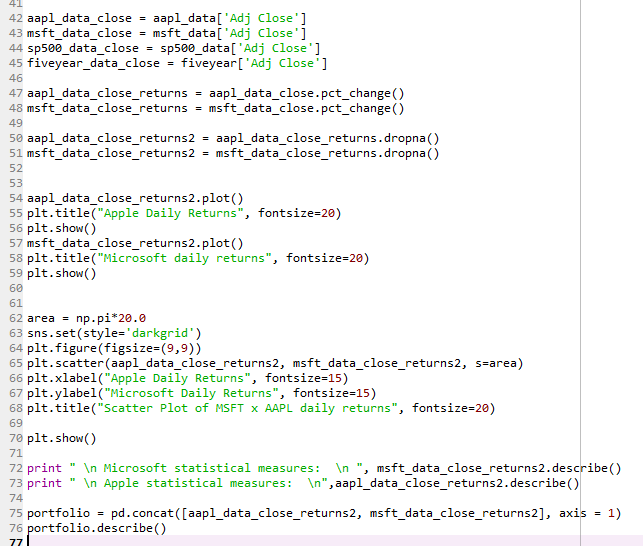 41
42 aapl_data_close = aapl_data['Adj Close']
43 msft_data_close = msft_data['Adj Close']
44 sp500_data_close = sp500_data['Adj Close']
45 fiveyear_data_close = fiveyear['Adj Close']
46
47 aapl_data_close_returns = aapl_data_close.pct_change()
48 msft_data_close_returns = msft_data_close.pct_change()
49
50 aapl_data_close_returns2 = aapl_data_close_returns.dropna()
51 msft_data_close_returns2 = msft_data_close_returns.dropna()
52
53
54 aapl_data_close_returns2.plot()
55 plt.title("Apple Daily Returns", fontsize=20)
56 plt.show()
57 msft_data_close_returns2.plot()
58 plt.title("Microsoft daily returns", fontsize=20)
59 plt.show()
60
61
62 area = np.pi*20.0
63 sns.set(style='darkgrid')
64 plt.figure(figsize=(9,9))
65 plt.scatter(aapl_data_close_returns2, msft_data_close_returns2, s=area)
66 plt.xlabel("Apple Daily Returns", fontsize=15)
67 plt.ylabel("Microsoft Daily Returns", fontsize=15)
68 plt.title("Scatter Plot of MSFT x AAPL daily returns", fontsize=20)
69
70 plt.show()
71
72 print " \n Microsoft statistical measures:  \n ", msft_data_close_returns2.describe()
73 print " \n Apple statistical measures:  \n",aapl_data_close_returns2.describe()
74
75 portfolio = pd.concat([aapl_data_close_returns2, msft_data_close_returns2], axis = 1)
76 portfolio.describe()
77